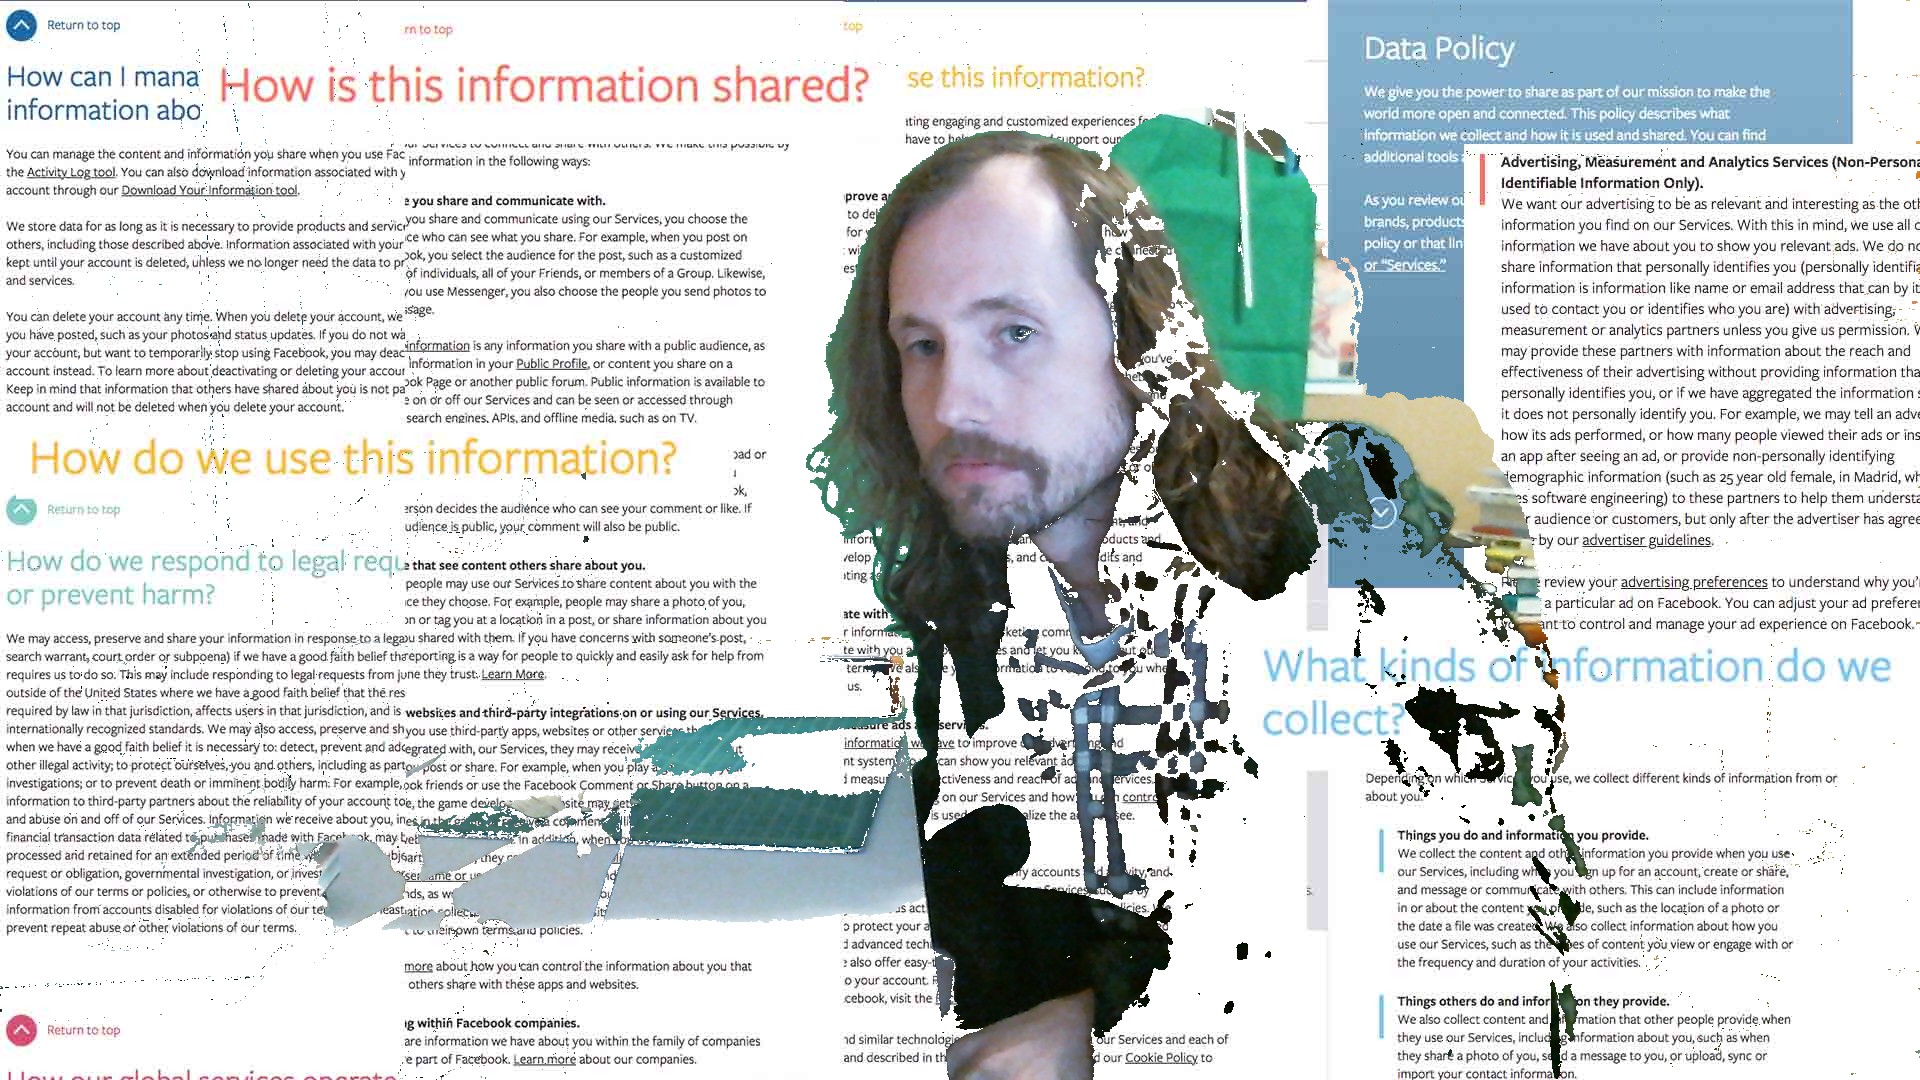 Return to top
How can I mana
information abo
You can manage the content and information you share when you use Fac
the Activity Log tool. You can also download information associated with y
account through our Download Your Information tool.
We store data for as long as it is necessary to provide products and service
others, including those described above. Information associated with your
kept until your account is deleted, unless we no longer need the data to pr
and services.
You can delete your account any time. When you delete your account, we
you have posted, such as your photos and status updates. If you do not wa
your account, but want to temporarily stop using Facebook, you may deac
account instead. To learn more about deactivating or deleting your accour
Keep in mind that information that others have shared about you is not pa
account and will not be deleted when you delete your account.
How do we use this information?
Return to top
How do we respond to legal requ
or prevent harm?
We may access, preserve and share your information in response to a lega
search warrant, court order or subpoena) if we have a good faith belief th
requires us to do so. This may include responding to legal requests from j
outside of the United States where we have a good faith belief that the res
required by law in that jurisdiction, affects users in that jurisdiction, and is
internationally recognized standards. We may also access, preserve and sh
when we have a good faith belief it is necessary to: detect, prevent and ad
other illegal activity; to protect ourselves, you and others, including as part
investigations; or to prevent death or imminent bodily harm. For example,
information to third-party partners about the reliability of your account to
and abuse on and off of our Services. Information we receive about you, in
financial transaction data related to purchases made with Facebook, may b
processed and retained for an extended period of time w
request or obligation, governmental investigation, or invest
violations of our terms or policies, or otherwise to prevent
information from accounts disabled for violations of our te least
prevent repeat abuse or other violations of our terms.
Return to top
How our global services operate
rn to top
How is this information shared?
our Services to connect and share with others. We make this possible by
information in the following ways:
e you share and communicate with.
you share and communicate using our Services, you choose the
ce who can see what you share. For example, when you post on
ook, you select the audience for the post, such as a customized
of individuals, all of your Friends, or members of a Group. Likewise,
you use Messenger, you also choose the people you send photos to
ssage.
information is any information you share with a public audience, as
information in your Public Profile, or content you share on a
ook Page or another public forum. Public information is available to
e on or off our Services and can be seen or accessed through
search engines, APIs, and offline media, such as on TV.
oad or
ok,
erson decides the audience who can see your comment or like. If
udience is public, your comment will also be public.
e that see content others share about you.
people may use our Services to share content about you with the
ce they choose. For example, people may share a photo of you,
on or tag you at a location in a post, or share information about you
u shared with them. If you have concerns with someone's post,
reporting is a way for people to quickly and easily ask for help from
one they trust. Learn More.
websites and third-party integrations on or using our Services.
you use third-party apps, websites or other services th
egrated with, our Services, they may receiv
post or share. For example, when you play a
ook friends or use the Facebook Comment or Share button on a
e, the game develo site may get
In addition, when
they
to their own terms and policies.
more about how you can control the information about you that
others share with these apps and websites.
g within Facebook companies.
are information we have about you within the family of companies
e part of Facebook. Learn more about our companies.
top
se this information?
ating engaging and customized experiences f
have to hel support our
prove a
to de
for
how
you've
oducts and
velop and c dits and
ate with
r informa keting comm
te with you es and let you k
us.
asure ads and services.
information we have to improve our advertising and
nt system can show you relevant ad
d measure ectiveness and reach of ads and services.
on our Services and how you can contro
is used alize the ads see.
y accounts and activity, and
o protect your a
d advanced tech
also offer easy-t
o your account. F
cebook, visit the
nd similar technologie our Services and each of
and described in th d our Cookie Policy to
Data Policy
We give you the power to share as part of our mission to make the
world more open and connected. This policy describes what
information we collect and how it is used and shared. You can find
additional tools
As you review ou
brands, products
policy or that lin
or "Services."
Advertising, Measurement and Analytics Services (Non-Persona
Identifiable Information Only).
We want our advertising to be as relevant and interesting as the oth
information you find on our Services. With this in mind, we use all o
information we have about you to show you relevant ads. We do no
share information that personally identifies you (personally identifia
information is information like name or email address that can by it
used to contact you or identifies who you are) with advertising,
measurement or analytics partners unless you give us permission. W
may provide these partners with information about the reach and
effectiveness of their advertising without providing information tha
personally identifies you, or if we have aggregated the information s
it does not personally identify you. For example, we may tell an adve
how its ads performed, or how many people viewed their ads or ins
an app after seeing an ad, or provide non-personally identifying
demographic information (such as 25 year old female, in Madrid, wh
es software engineering) to these partners to help them understa
r audience or customers, but only after the advertiser has agree
e by our advertiser guidelines.
review your advertising preferences to understand why you'r
a particular ad on Facebook. You can adjust your ad preferen
ant to control and manage your ad experience on Facebook.
What kinds of information do we
collect?
Depending on which Services you use, we collect different kinds of information from or
about you.
Things you do and information you provide.
We collect the content and other information you provide when you use
our Services, including when you sign up for an account, create or share,
and message or communicate with others. This can include information
in or about the content you provide, such as the location of a photo or
the date a file was created. We also collect information about how you
use our Services, such as the types of content you view or engage with or
the frequency and duration of your activities.
Things others do and information they provide.
We also collect content and information that other people provide when
they use our Services, including information about you, such as when
they share a photo of you, send a message to you, or upload, sync or
import your contact information.